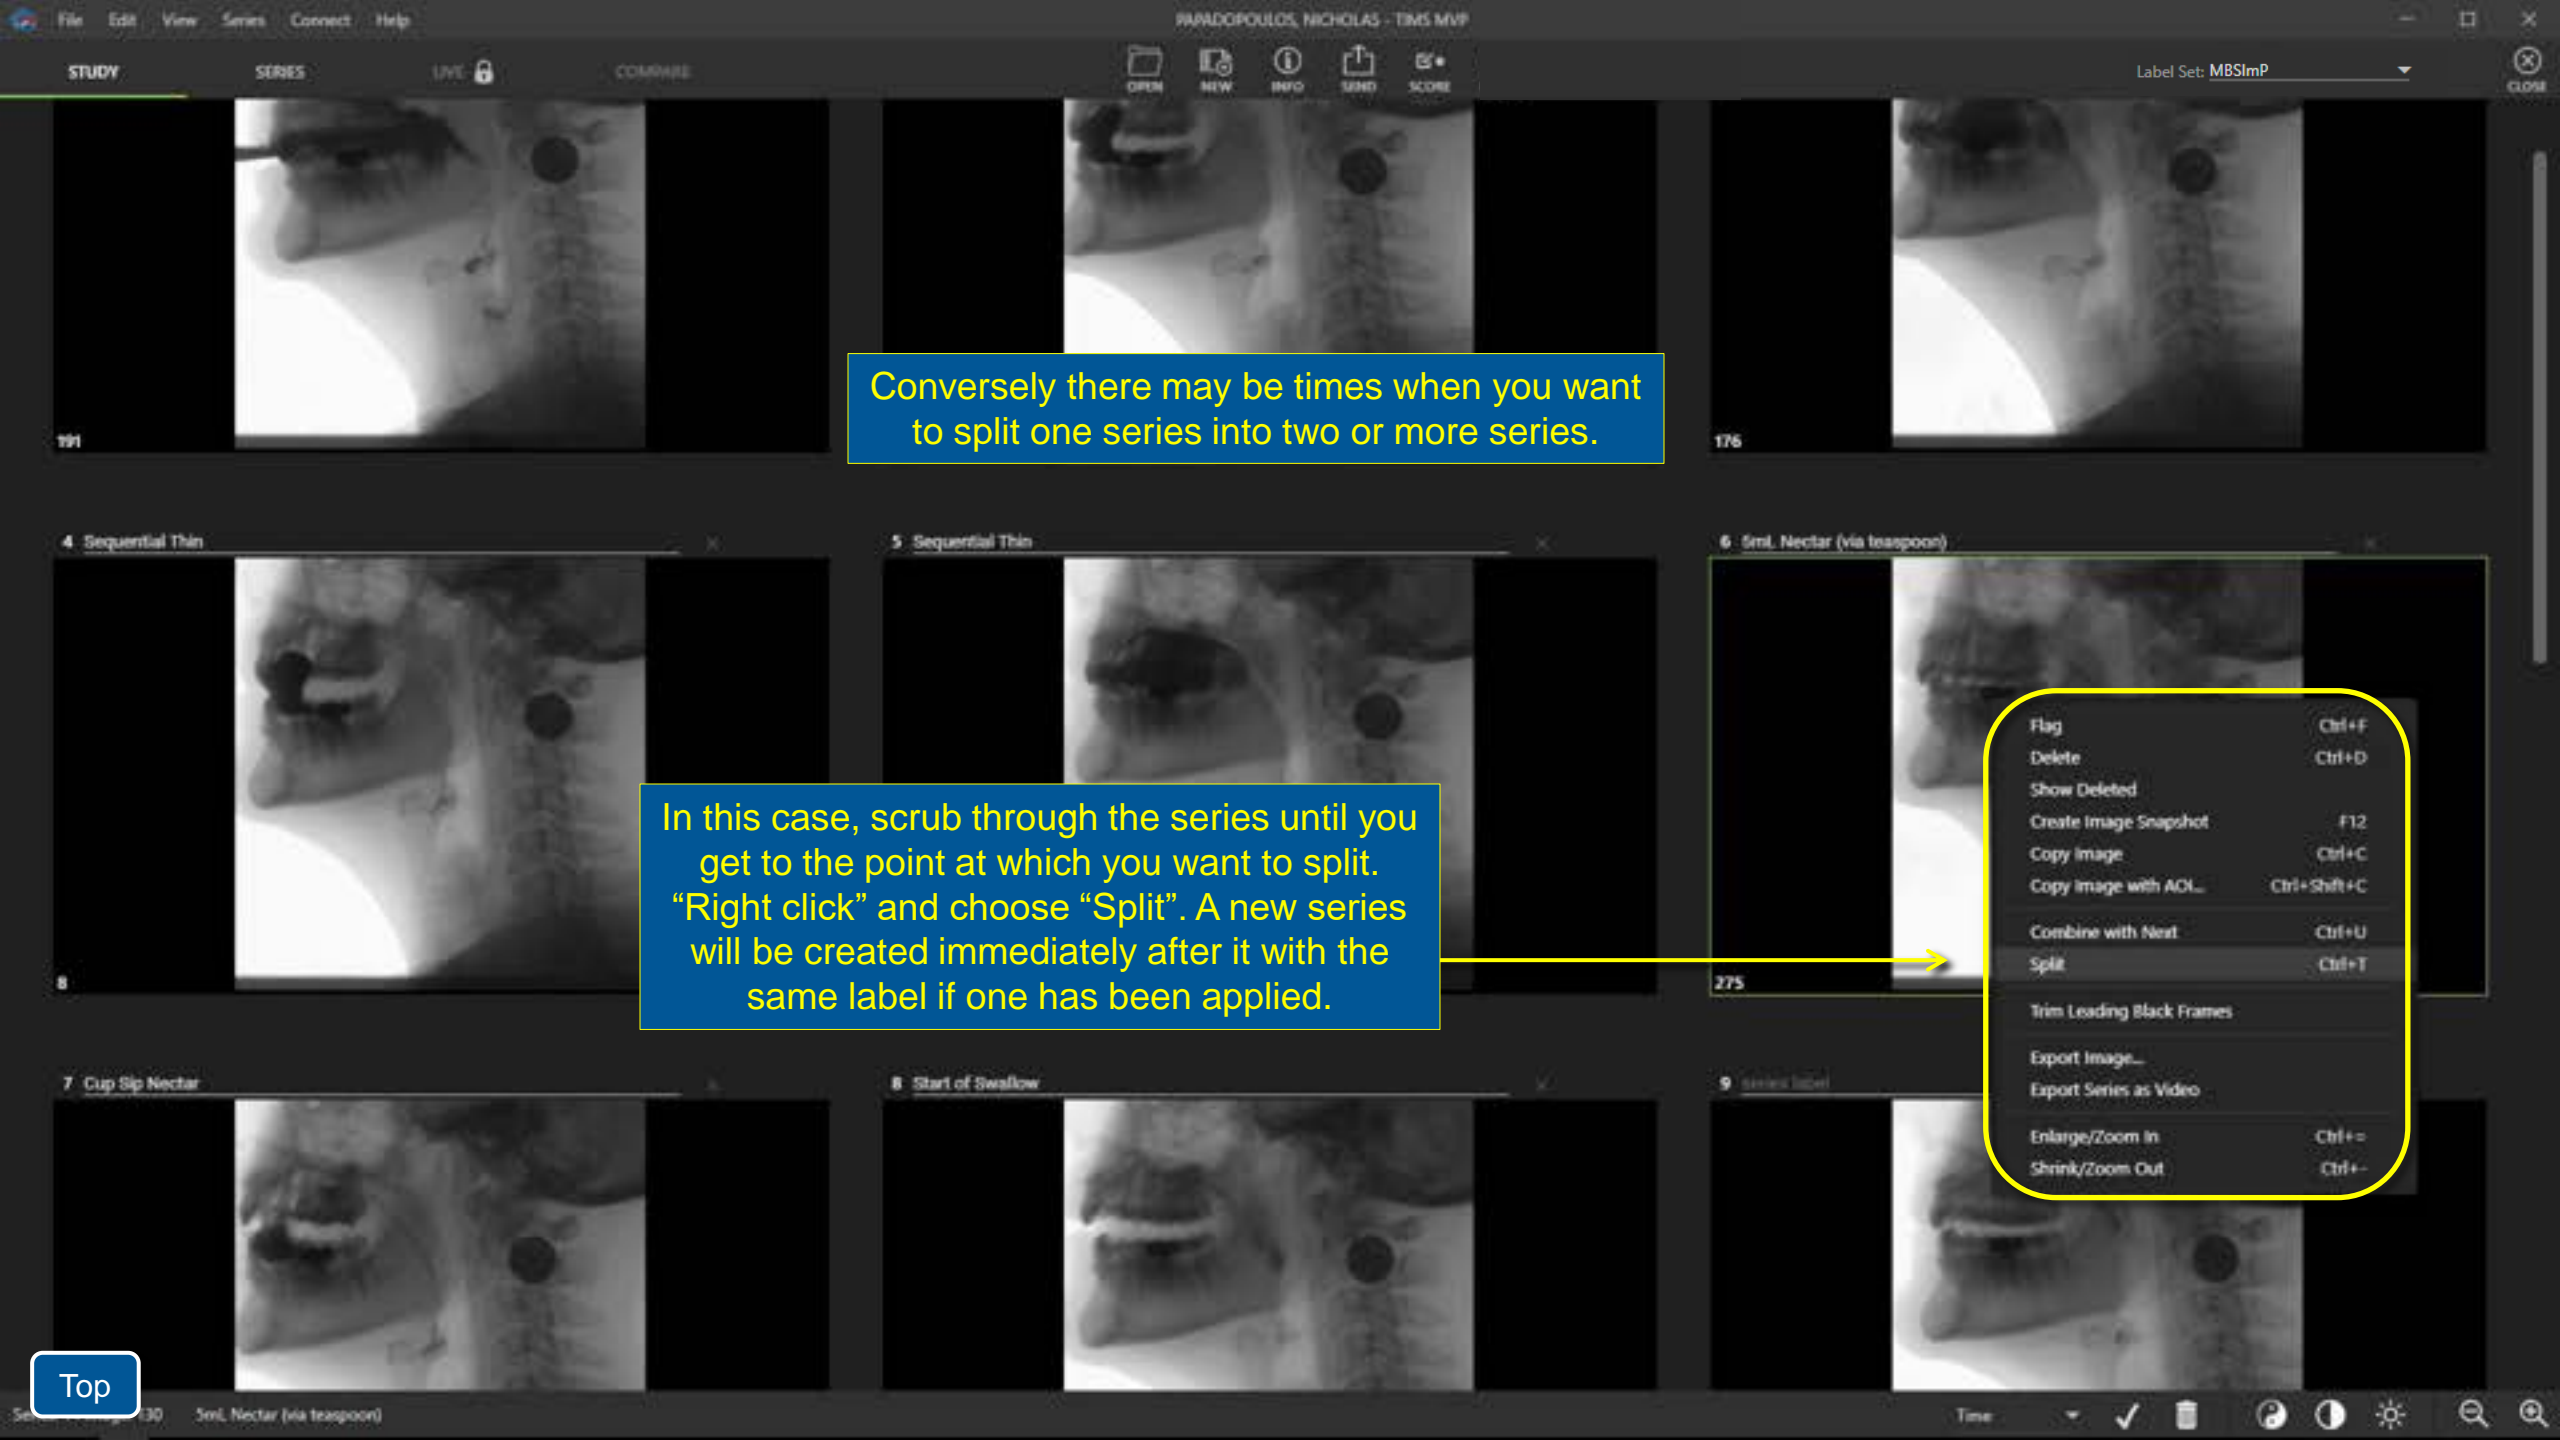 File Edit View Series Connect Help
PAPADOPOULOS, NICHOLAS - TIMS MVP
STUDY SERIES LIVE COMPARE
OPEN NEW INFO SEND SCORE
Label Set: MBSImP
CLOSE
191
Conversely there may be times when you want
to split one series into two or more series.
176
4 Sequential Thin
5 Sequential Thin
6 5mL Nectar (via teaspoon)
In this case, scrub through the series until you
get to the point at which you want to split.
“Right click” and choose “Split”. A new series
will be created immediately after it with the
same label if one has been applied.
8
275
Flag Ctrl+F
Delete Ctrl+D
Show Deleted
Create Image Snapshot F12
Copy Image Ctrl+C
Copy Image with AOI... Ctrl+Shift+C
Combine with Next Ctrl+U
Split Ctrl+T
Trim Leading Black Frames
Export Image...
Export Series as Video
Enlarge/Zoom In Ctrl+=
Shrink/Zoom Out Ctrl+-
7 Cup Sip Nectar
8 Start of Swallow
9 series label
Top
130 5mL Nectar (via teaspoon)
Time